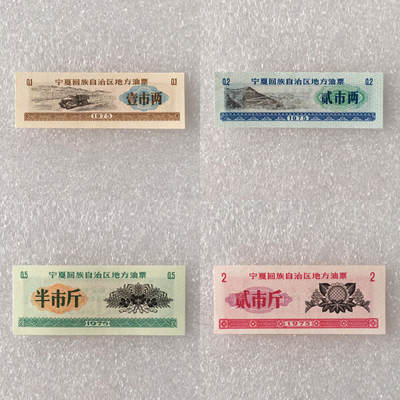 宁夏回族自治区地方油票
0.1 0.1
壹市两
1975
宁夏回族自治区地方油票
0.2 0.2
贰市两
1975
宁夏回族自治区地方油票
0.5 0.5
半市斤
1975
宁夏回族自治区地方油票
2 2
贰市斤
1975